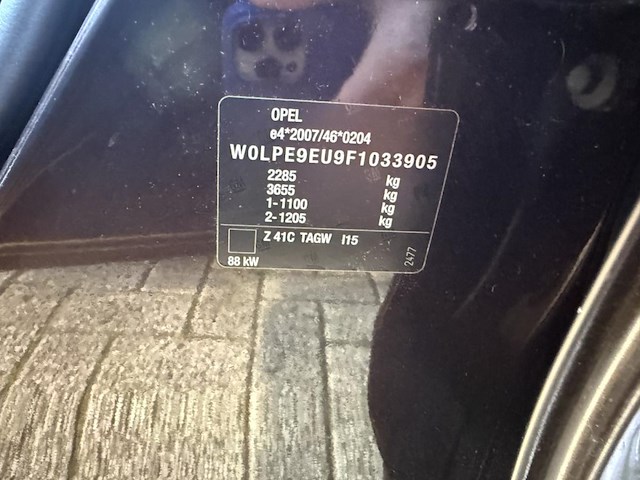 OPEL
e4*2007/46*0204
W0LPE9EU9F1033905
2285 kg
3655 kg
1-1100 kg
2-1205 kg
Z 41C TAGW I15
88 kW
2477